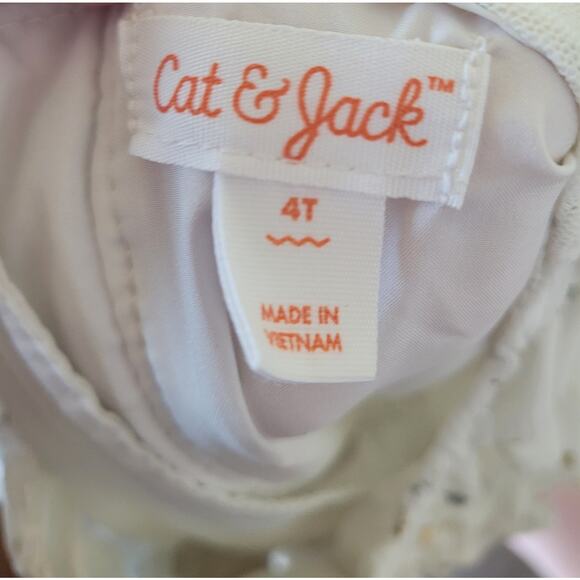 Cat & Jack™
4T
MADE IN
VIETNAM